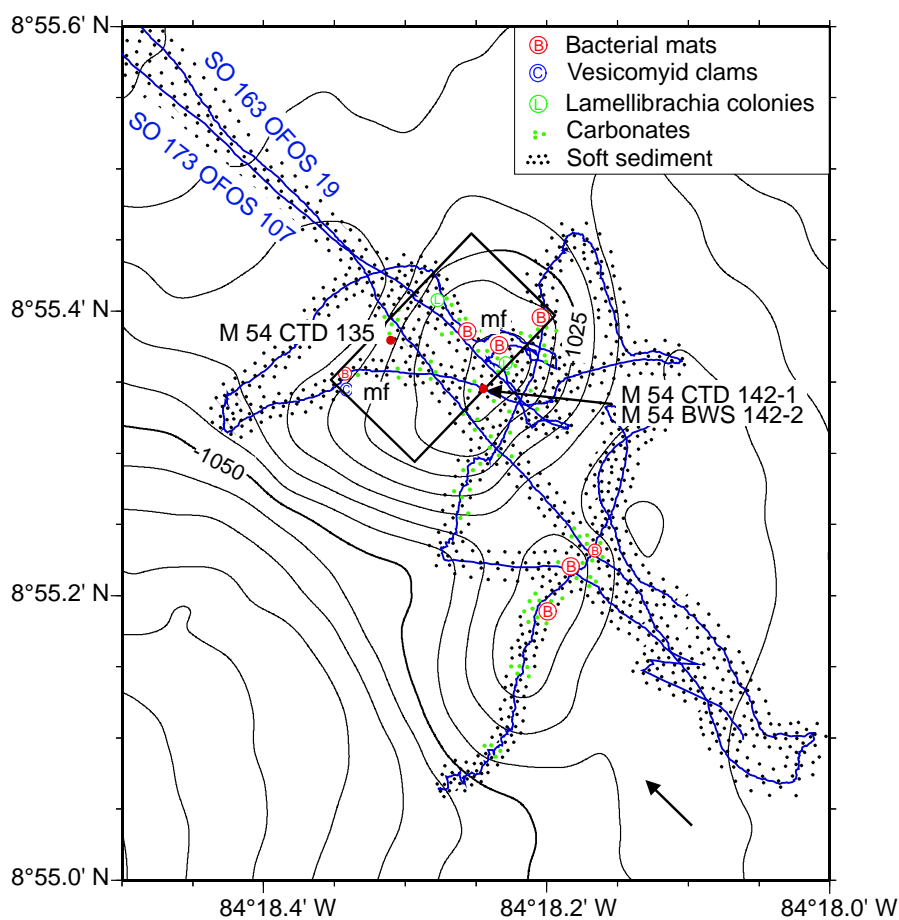 8°55.6' N
Ⓑ Bacterial mats
Ⓒ Vesicomyid clams
Ⓛ Lamellibrachia colonies
Carbonates
Soft sediment
SO 163 OFOS 19
SO 173 OFOS 107
8°55.4' N
L
B
mf
B
B
1025
M 54 CTD 135
B
C
mf
M 54 CTD 142-1
M 54 BWS 142-2
1050
B
B
8°55.2' N
B
8°55.0' N
84°18.4' W
84°18.2' W
84°18.0' W